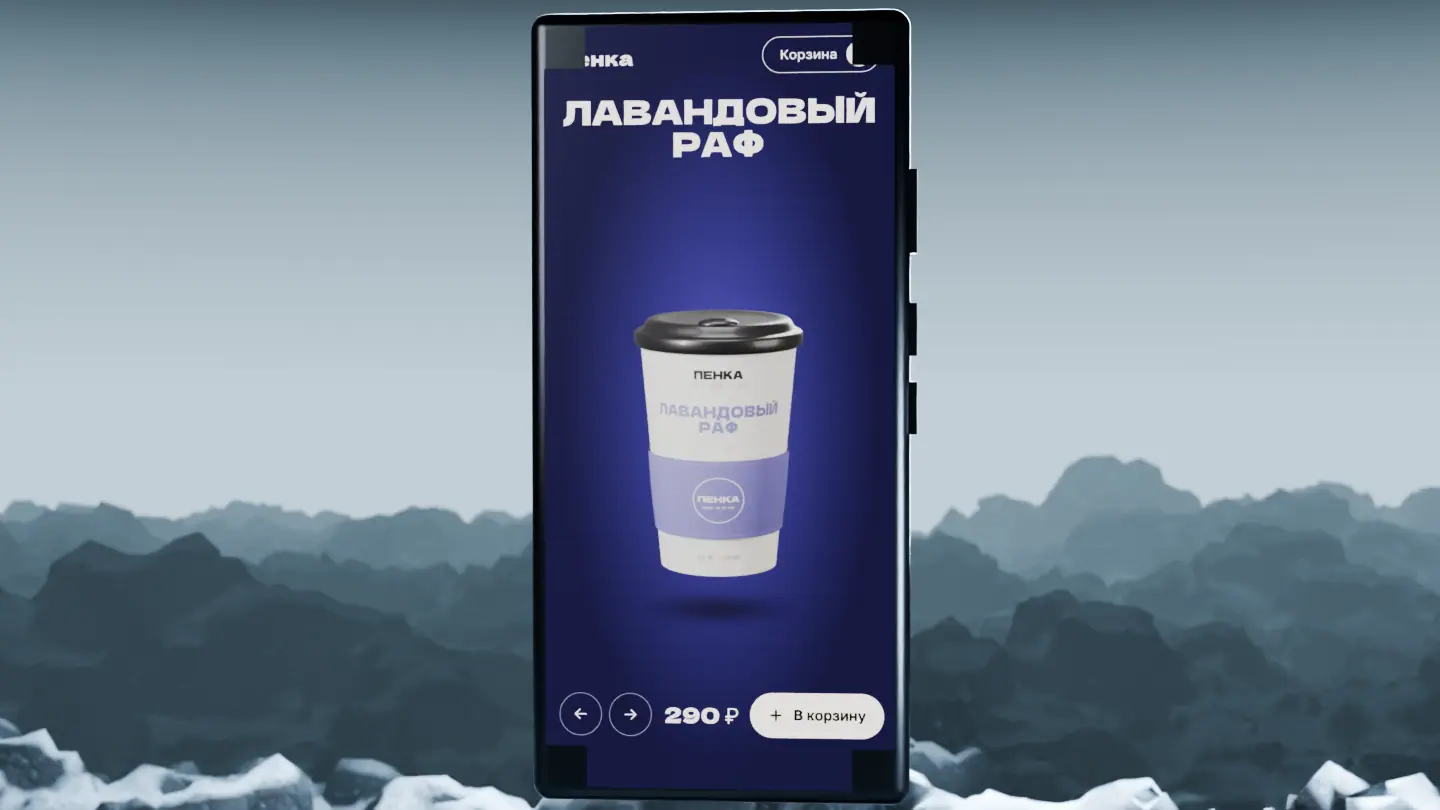 енка
Корзина
ЛАВАНДОВЫЙ
РАФ
ПЕНКА
ЛАВАНДОВЫЙ
РАФ
ПЕНКА
290 ₽
+ В корзину